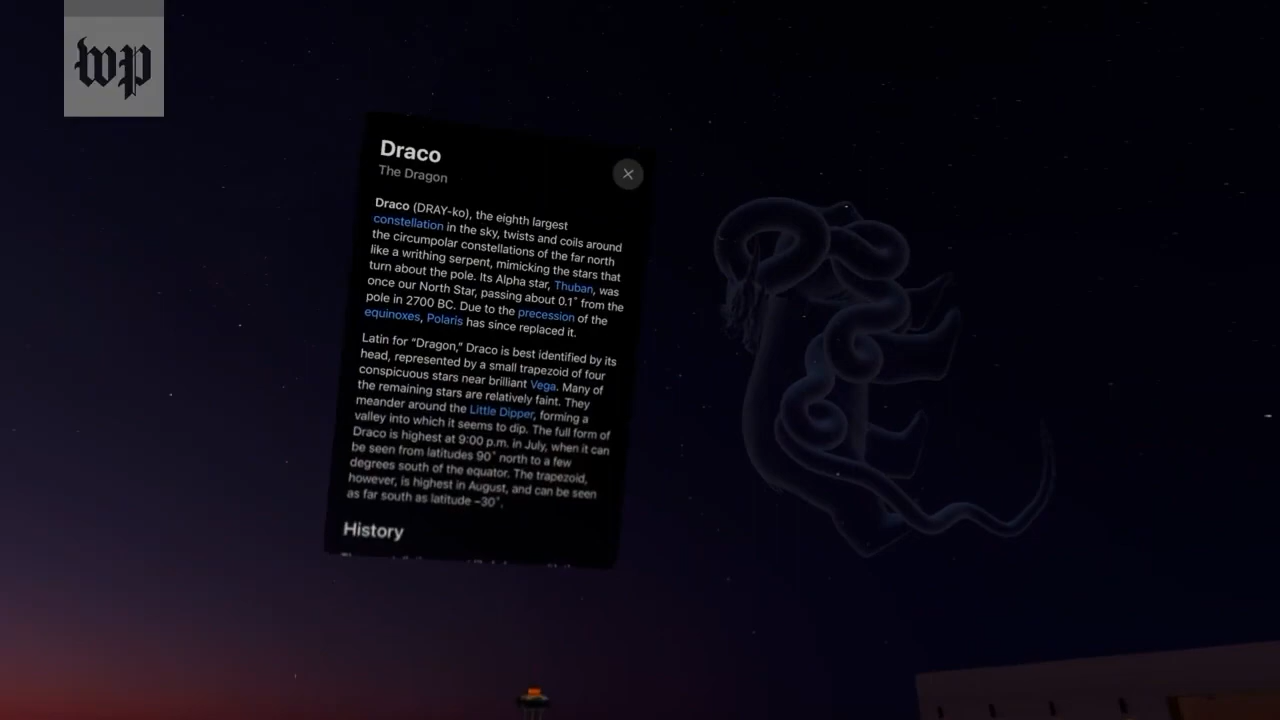 wp
Draco
The Dragon
Draco (DRAY-ko), the eighth largest
constellation in the sky, twists and coils around
the circumpolar constellations of the far north
like a writhing serpent, mimicking the stars that
turn about the pole. Its Alpha star, Thuban, was
once our North Star, passing about 0.1˚ from the
pole in 2700 BC. Due to the precession of the
equinoxes, Polaris has since replaced it.
Latin for “Dragon,” Draco is best identified by its
head, represented by a small trapezoid of four
conspicuous stars near brilliant Vega. Many of
the remaining stars are relatively faint. They
meander around the Little Dipper, forming a
valley into which it seems to dip. The full form of
Draco is highest at 9:00 p.m. in July, when it can
be seen from latitudes 90˚ north to a few
degrees south of the equator. The trapezoid,
however, is highest in August, and can be seen
as far south as latitude –30˚.
History